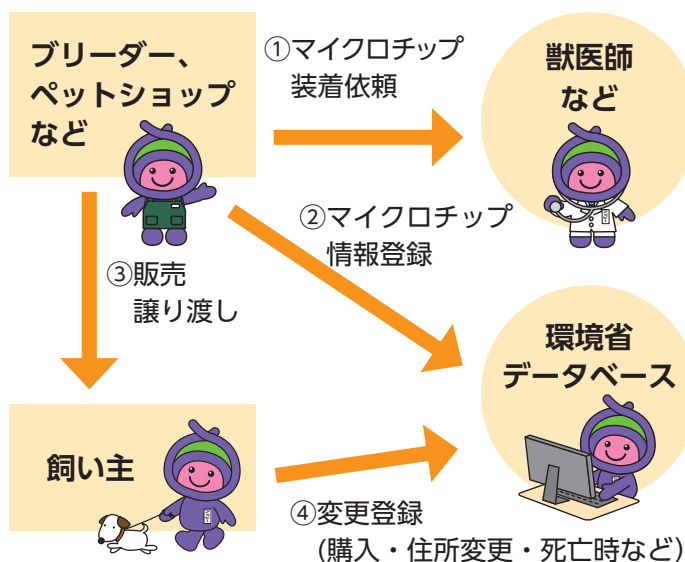 ブリーダー、
ペットショップ
など
①マイクロチップ
装着依頼
獣医師
など
②マイクロチップ
情報登録
③販売
譲り渡し
環境省
データベース
飼い主
④変更登録
(購入・住所変更・死亡時など)